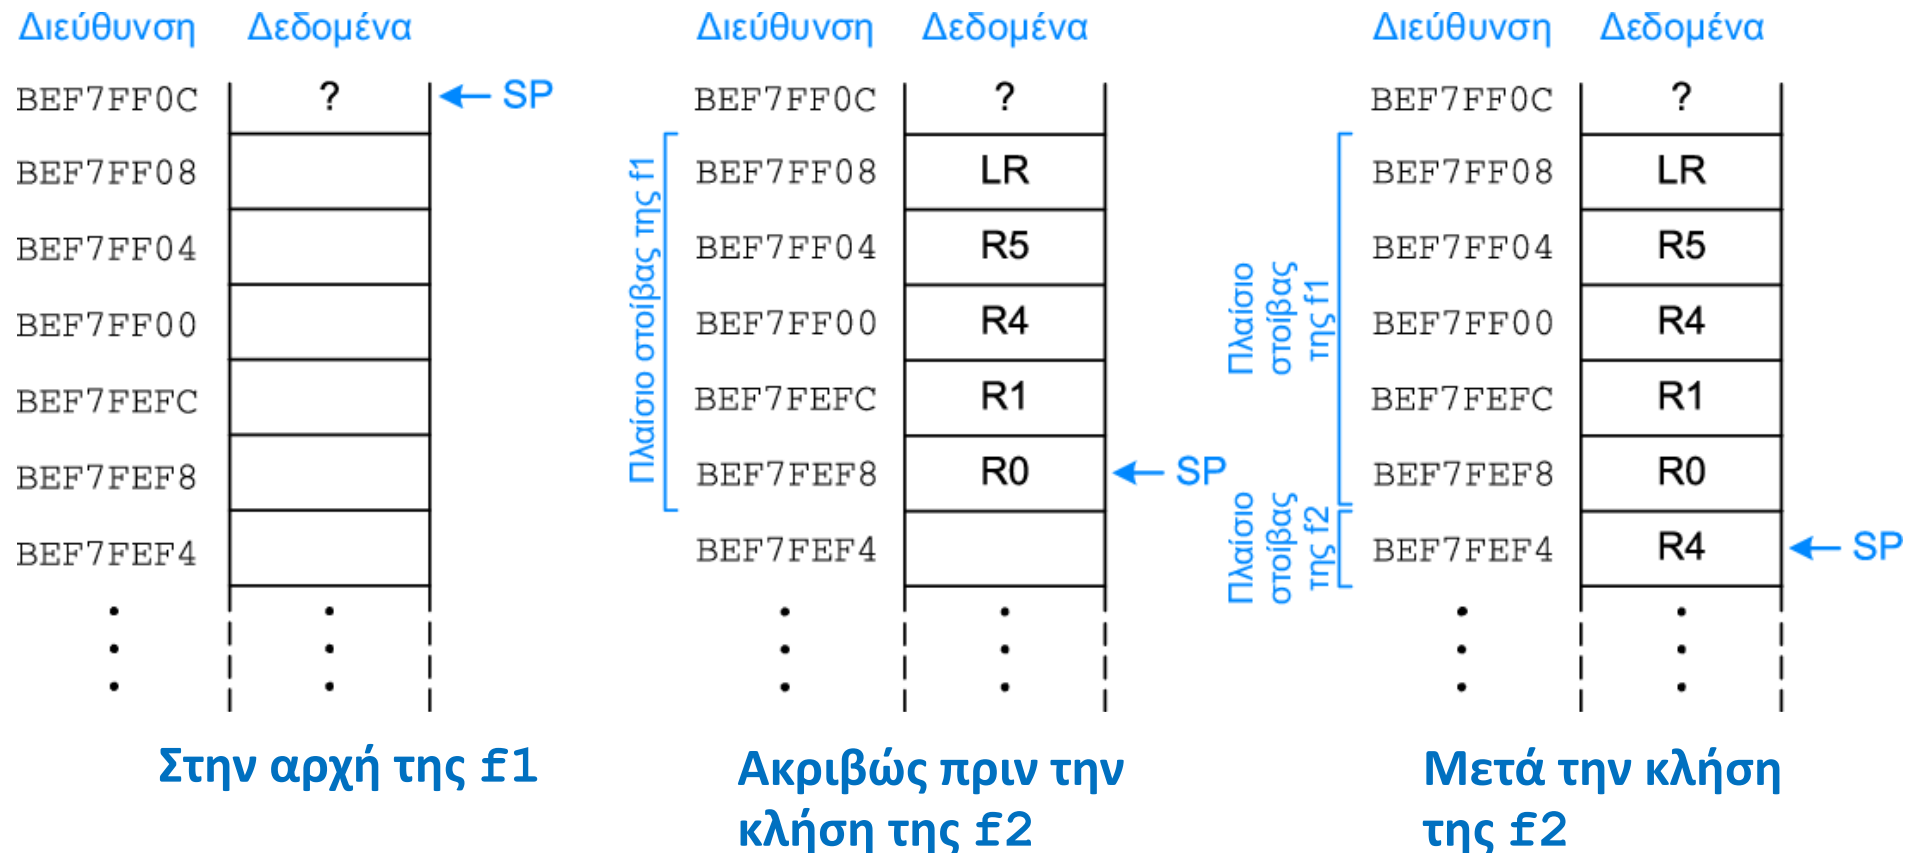 Διεύθυνση Δεδομένα
BEF7FF0C ? SP
BEF7FF08
BEF7FF04
BEF7FF00
BEF7FEFC
BEF7FEF8
BEF7FEF4
Στην αρχή της f1
Διεύθυνση Δεδομένα
BEF7FF0C ?
BEF7FF08 LR
BEF7FF04 R5
BEF7FF00 R4
BEF7FEFC R1
BEF7FEF8 R0 SP
BEF7FEF4
Πλαίσιο στοίβας της f1
Ακριβώς πριν την
κλήση της f2
Διεύθυνση Δεδομένα
BEF7FF0C ?
BEF7FF08 LR
BEF7FF04 R5
BEF7FF00 R4
BEF7FEFC R1
BEF7FEF8 R0
BEF7FEF4 R4 SP
Πλαίσιο
στοίβας
της f1
Πλαίσιο
στοίβας
της f2
Μετά την κλήση
της f2